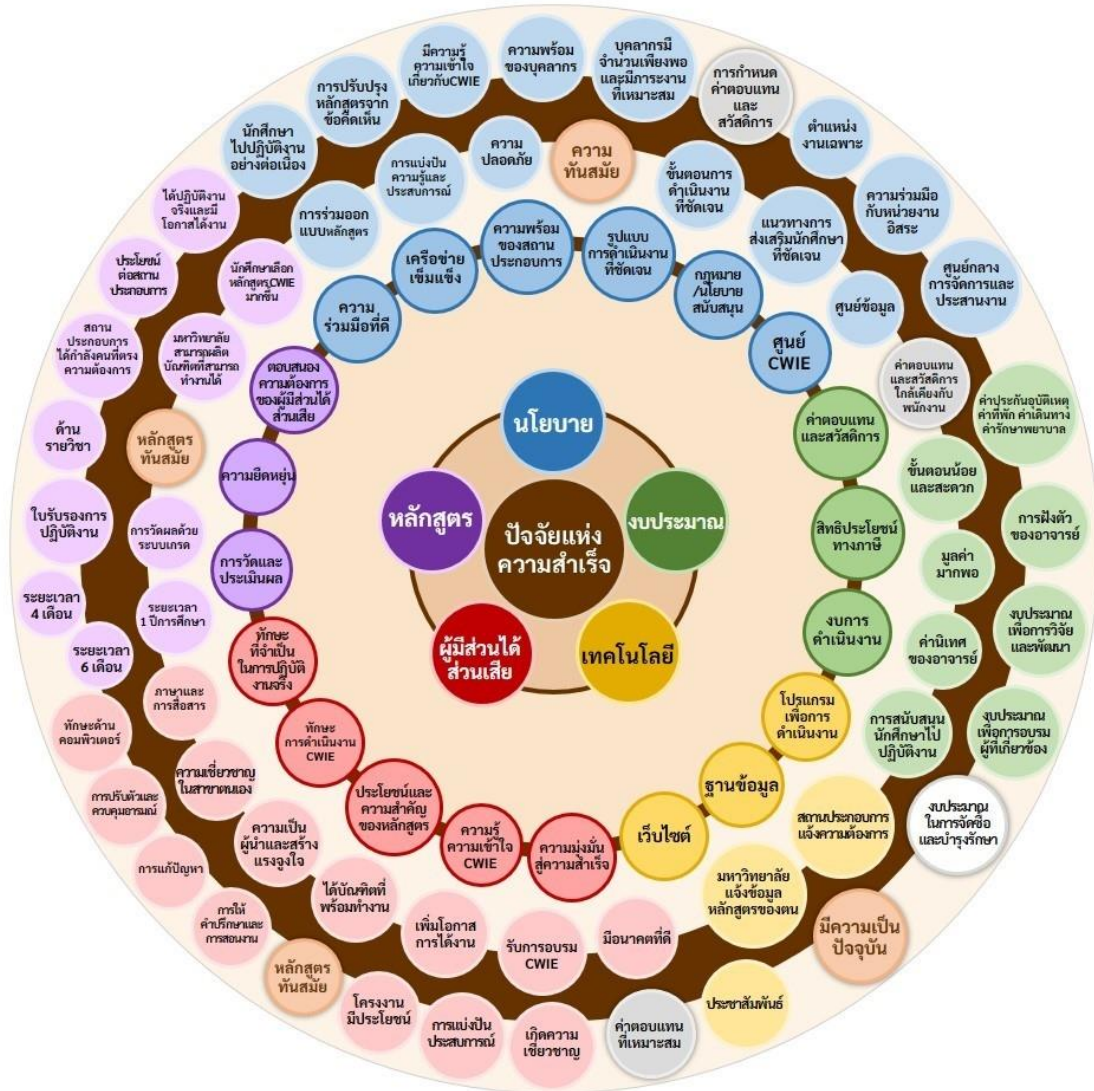 ปัจจัยแห่ง
ความสำเร็จ
นโยบาย
งบประมาณ
เทคโนโลยี
ผู้มีส่วนได้
ส่วนเสีย
หลักสูตร
ความ
ร่วมมือที่ดี
เครือข่าย
เข้มแข็ง
ความพร้อม
ของสถาน
ประกอบการ
รูปแบบ
การดำเนินงาน
ที่ชัดเจน
กฎหมาย
/นโยบาย
สนับสนุน
ศูนย์
CWIE
ค่าตอบแทน
และสวัสดิการ
สิทธิประโยชน์
ทางภาษี
งบการ
ดำเนินงาน
โปรแกรม
เพื่อการ
ดำเนินงาน
ฐานข้อมูล
เว็บไซต์
ความมุ่งมั่น
สู่ความสำเร็จ
ความรู้
ความเข้าใจ
CWIE
ประโยชน์และ
ความสำคัญ
ของหลักสูตร
ทักษะ
การดำเนินงาน
CWIE
ทักษะ
ที่จำเป็น
ในการปฏิบัติ
งานจริง
การวัดและ
ประเมินผล
ความยืดหยุ่น
ตอบสนอง
ความต้องการ
ของผู้มีส่วนได้
ส่วนเสีย
การร่วมออก
แบบหลักสูตร
การแบ่งปัน
ความรู้และ
ประสบการณ์
ความ
ปลอดภัย
ความ
ทันสมัย
ขั้นตอนการ
ดำเนินงาน
ที่ชัดเจน
แนวทางการ
ส่งเสริมนักศึกษา
ที่ชัดเจน
ศูนย์ข้อมูล
ค่าตอบแทน
และสวัสดิการ
ใกล้เคียงกับ
พนักงาน
ขั้นตอนน้อย
และสะดวก
มูลค่า
มากพอ
ค่านิเทศ
ของอาจารย์
การสนับสนุน
นักศึกษาไป
ปฏิบัติงาน
สถานประกอบการ
แจ้งความต้องการ
มหาวิทยาลัย
แจ้งข้อมูล
หลักสูตรของตน
มีอนาคตที่ดี
รับการอบรม
CWIE
เพิ่มโอกาส
การได้งาน
ได้บัณฑิตที่
พร้อมทำงาน
ความเป็น
ผู้นำและสร้าง
แรงจูงใจ
ความเชี่ยวชาญ
ในสาขาตนเอง
ภาษาและ
การสื่อสาร
ระยะเวลา
1 ปีการศึกษา
การวัดผลด้วย
ระบบเกรด
หลักสูตร
ทันสมัย
มหาวิทยาลัย
สามารถผลิต
บัณฑิตที่สามารถ
ทำงานได้
นักศึกษาเลือก
หลักสูตรCWIE
มากขึ้น
นักศึกษา
ไปปฏิบัติงาน
อย่างต่อเนื่อง
การปรับปรุง
หลักสูตรจาก
ข้อคิดเห็น
มีความรู้
ความเข้าใจ
เกี่ยวกับCWIE
ความพร้อม
ของบุคลากร
บุคลากรมี
จำนวนเพียงพอ
และมีภาระงาน
ที่เหมาะสม
การกำหนด
ค่าตอบแทน
และ
สวัสดิการ
ตำแหน่ง
งานเฉพาะ
ความร่วมมือ
กับหน่วยงาน
อิสระ
ศูนย์กลาง
การจัดการและ
ประสานงาน
ค่าประกันอุบัติเหตุ
ค่าที่พัก ค่าเดินทาง
ค่ารักษาพยาบาล
การฝังตัว
ของอาจารย์
งบประมาณ
เพื่อการวิจัย
และพัฒนา
งบประมาณ
เพื่อการอบรม
ผู้ที่เกี่ยวข้อง
งบประมาณ
ในการจัดซื้อ
และบำรุงรักษา
มีความเป็น
ปัจจุบัน
ประชาสัมพันธ์
ค่าตอบแทน
ที่เหมาะสม
เกิดความ
เชี่ยวชาญ
การแบ่งปัน
ประสบการณ์
โครงงาน
มีประโยชน์
หลักสูตร
ทันสมัย
การให้
คำปรึกษาและ
การสอนงาน
การแก้ปัญหา
การปรับตัวและ
ควบคุมอารมณ์
ทักษะด้าน
คอมพิวเตอร์
ระยะเวลา
6 เดือน
ระยะเวลา
4 เดือน
ใบรับรองการ
ปฏิบัติงาน
ด้าน
รายวิชา
สถาน
ประกอบการ
ได้กำลังคนที่ตรง
ความต้องการ
ประโยชน์
ต่อสถาน
ประกอบการ
ได้ปฏิบัติงาน
จริงและมี
โอกาสได้งาน